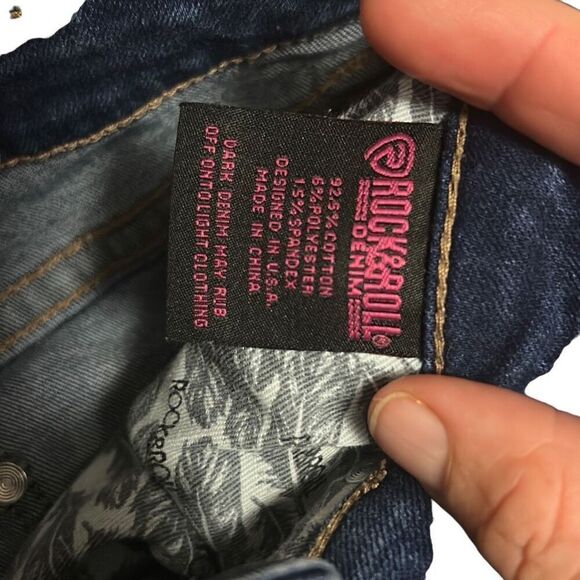 ROCK&ROLL®
DENIM
92.5%COTTON
6%POLYESTER
1.5%SPANDEX
DESIGNED IN U.S.A.
MADE IN CHINA.
DARK DENIM MAY RUB
OFF ONTO LIGHT CLOTHING